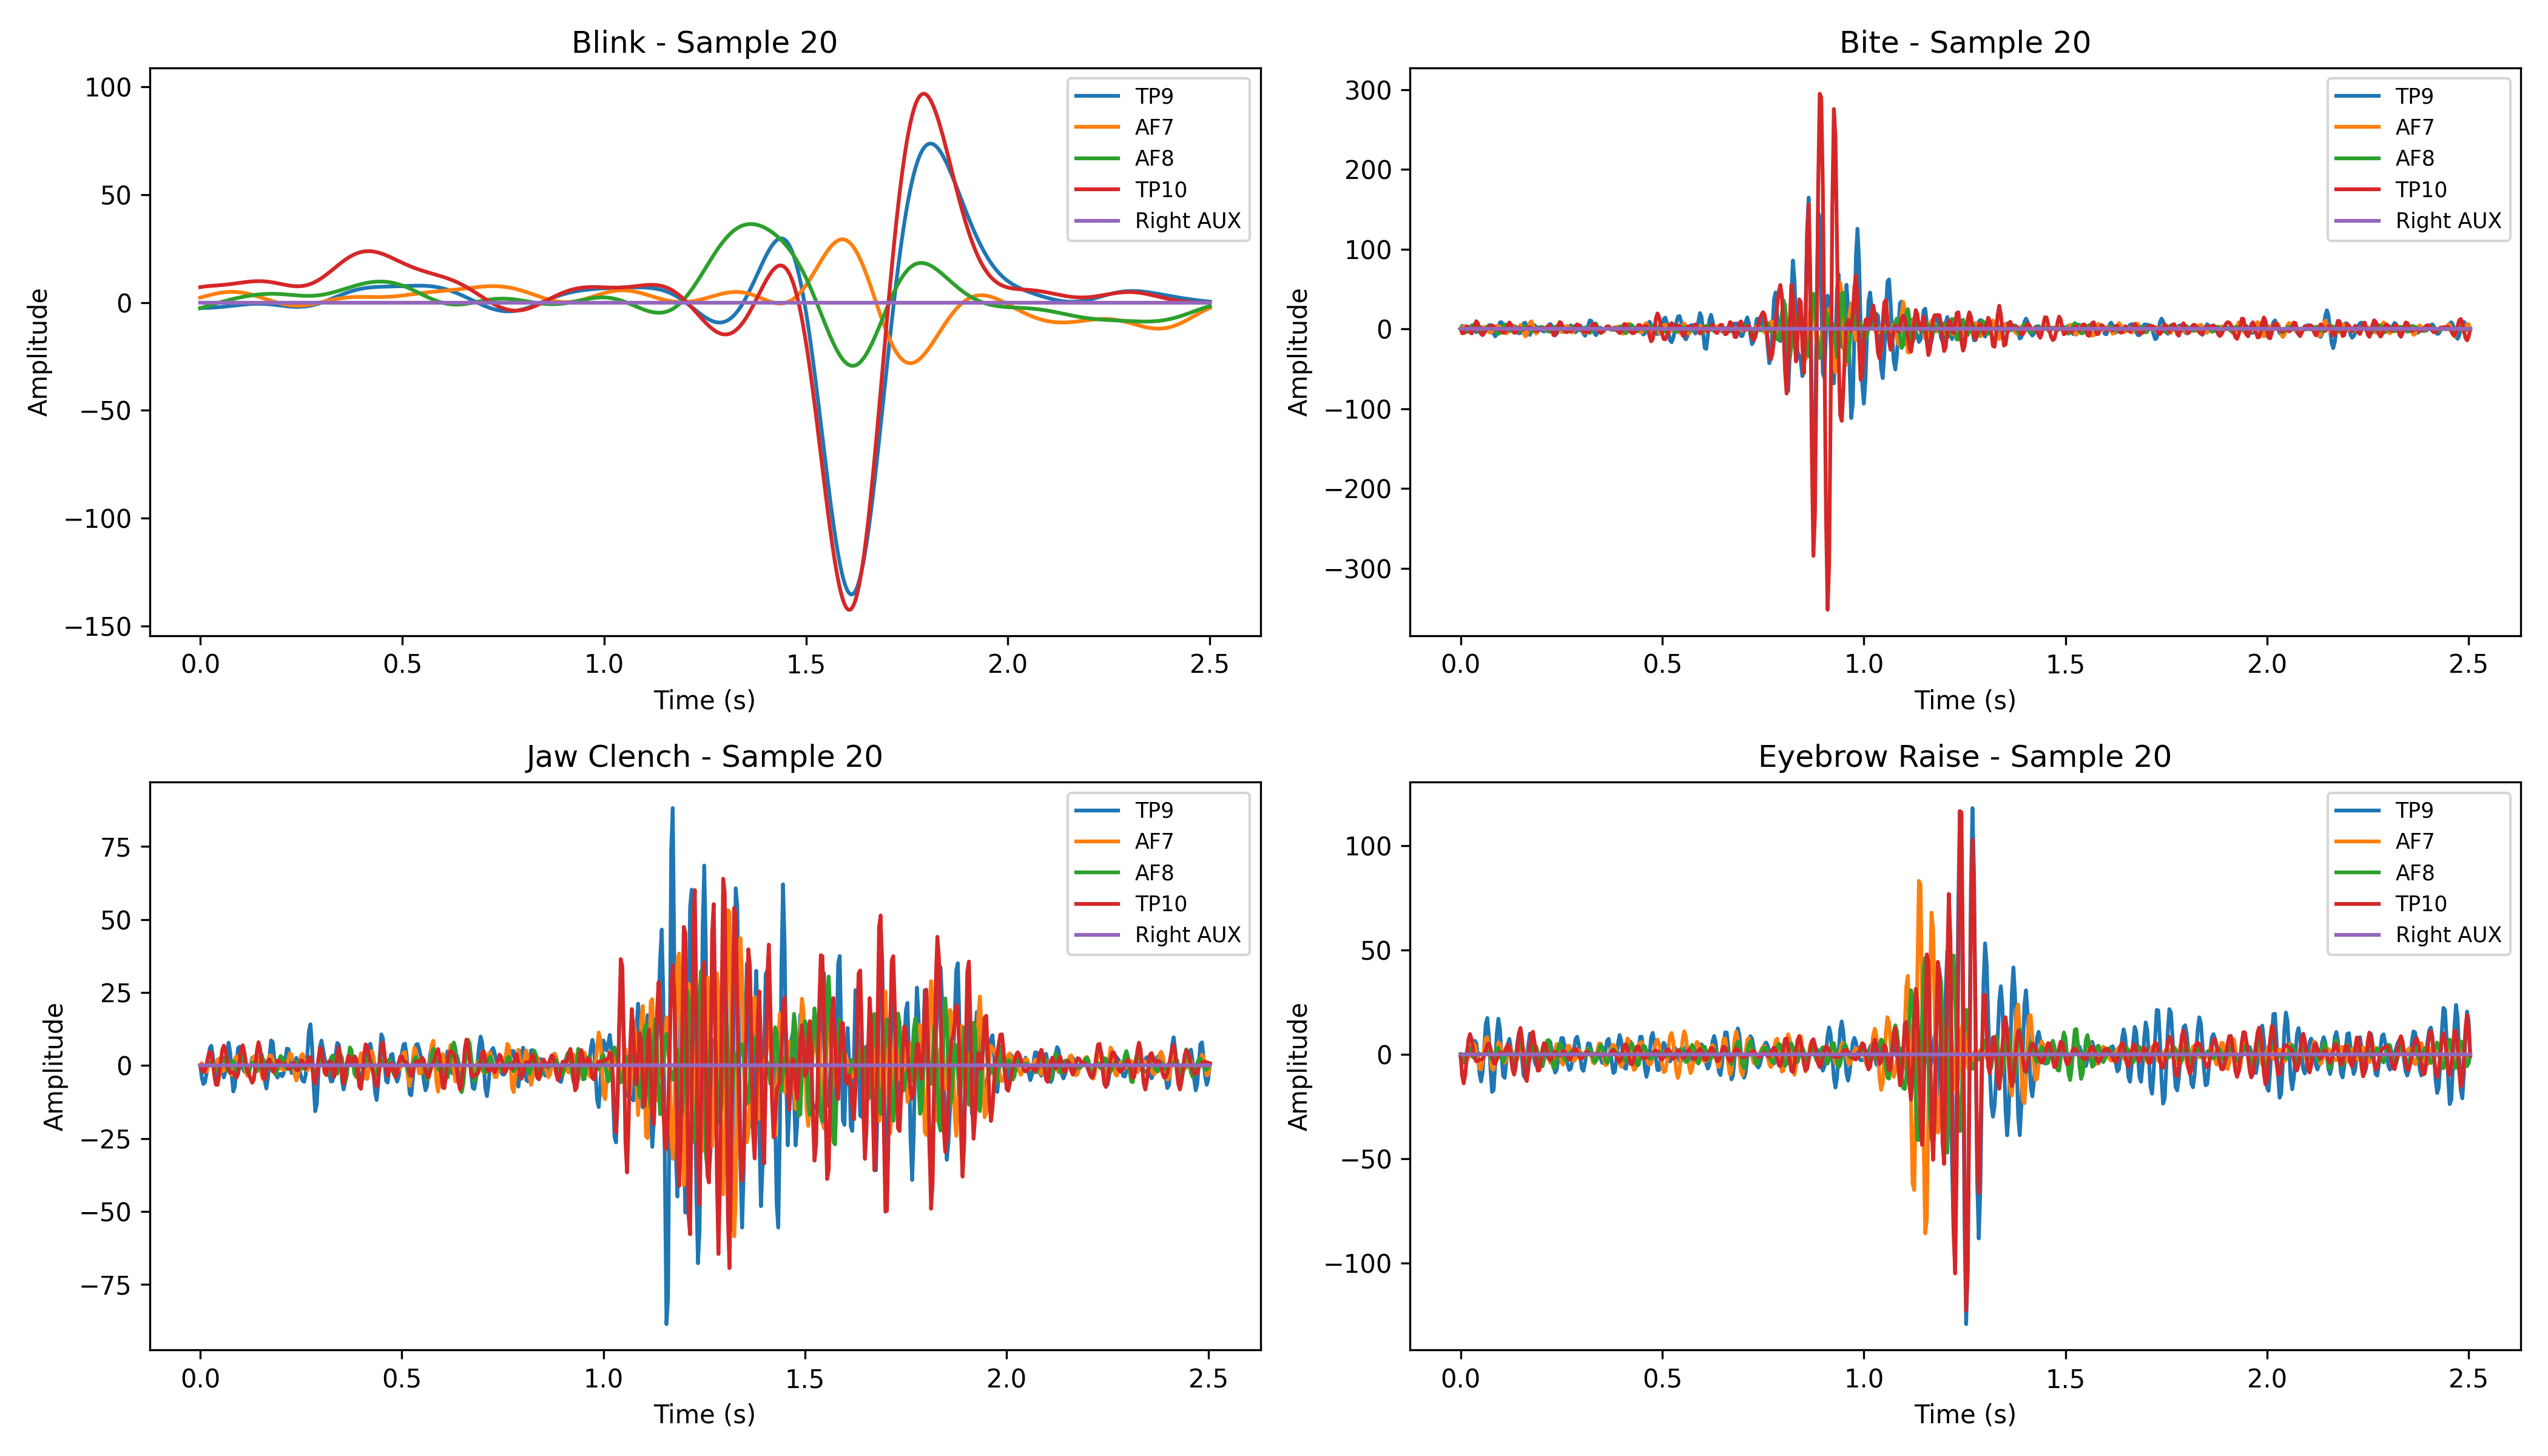 Blink - Sample 20
Amplitude
100
50
0
−50
−100
−150
0.0 0.5 1.0 1.5 2.0 2.5
Time (s)
TP9
AF7
AF8
TP10
Right AUX
Bite - Sample 20
Amplitude
300
200
100
0
−100
−200
−300
0.0 0.5 1.0 1.5 2.0 2.5
Time (s)
TP9
AF7
AF8
TP10
Right AUX
Jaw Clench - Sample 20
Amplitude
75
50
25
0
−25
−50
−75
0.0 0.5 1.0 1.5 2.0 2.5
Time (s)
TP9
AF7
AF8
TP10
Right AUX
Eyebrow Raise - Sample 20
Amplitude
100
50
0
−50
−100
0.0 0.5 1.0 1.5 2.0 2.5
Time (s)
TP9
AF7
AF8
TP10
Right AUX